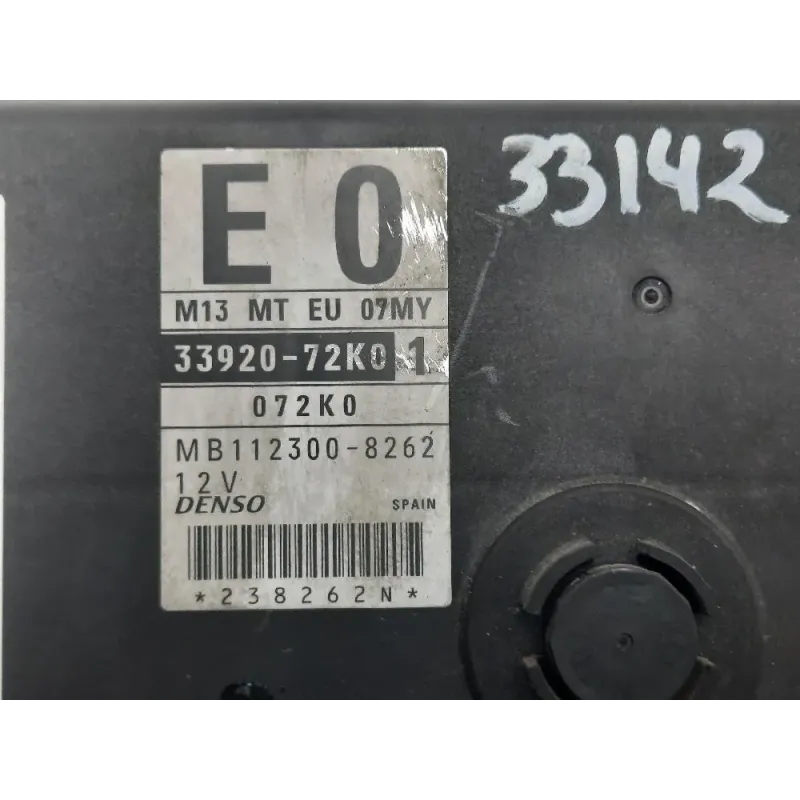 33142
E 0
M13 MT EU 07MY
33920-72K0 1
072K0
MB112300-8262
12V
DENSO SPAIN
*238262N*